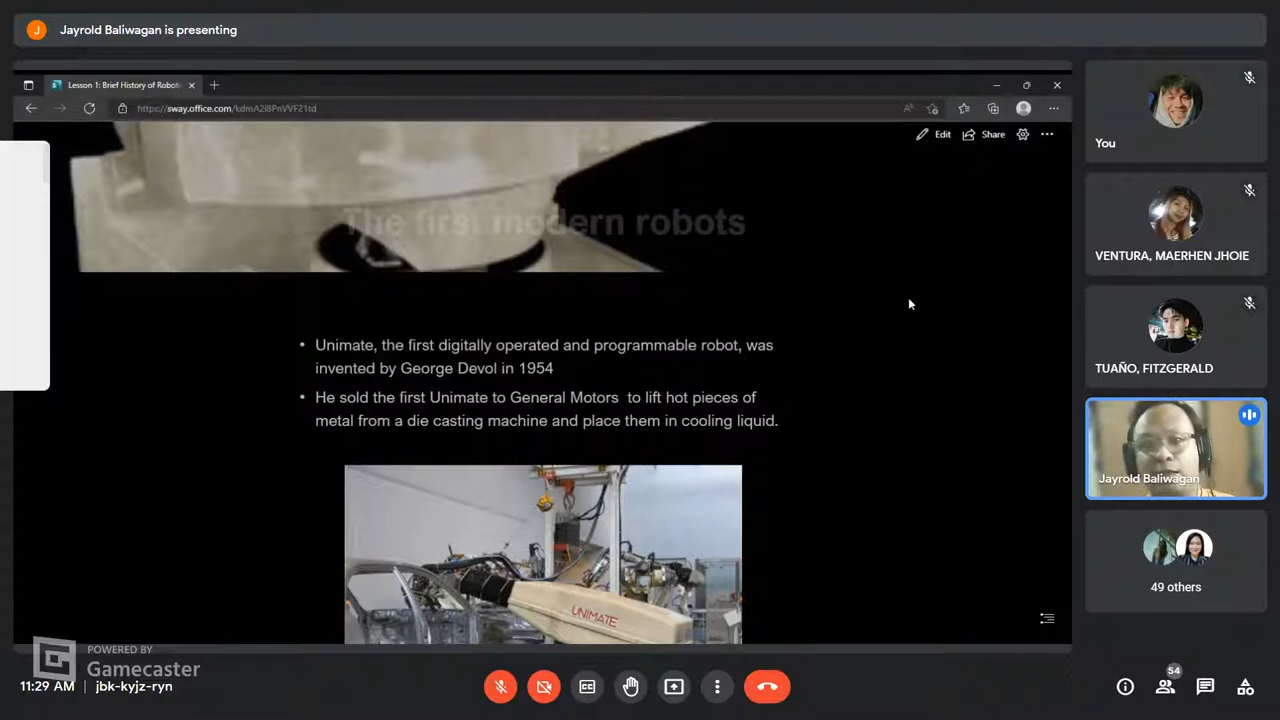 J
Jayrold Baliwagan is presenting
Lesson 1: Brief History of Roboti
https://sway.office.com/kdmA2i8PnVVF21td
Edit
Share
The first modern robots
• Unimate, the first digitally operated and programmable robot, was
invented by George Devol in 1954
• He sold the first Unimate to General Motors to lift hot pieces of
metal from a die casting machine and place them in cooling liquid.
UNIMATE
You
VENTURA, MAERHEN JHOIE
TUAÑO, FITZGERALD
Jayrold Baliwagan
49 others
POWERED BY
Gamecaster
11:29 AM | jbk-kyjz-ryn
CC
54